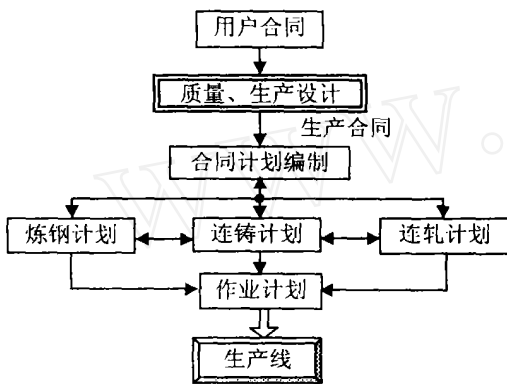 用户合同
质量、生产设计
生产合同
合同计划编制
炼钢计划 连铸计划 连轧计划
作业计划
生产线
www.